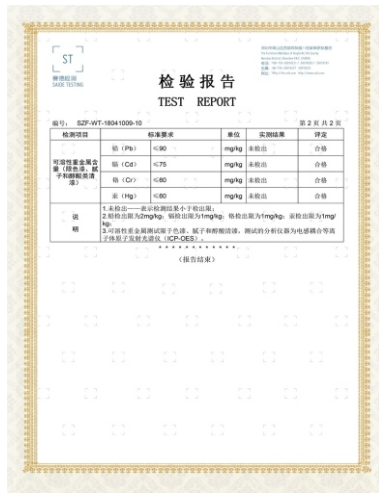 ST
赛德检测
SAIDE TESTING
检验报告
TEST REPORT
编号: SZF-WT-18041009-10 第 2 页 共 2 页
检测项目 标准要求 单位 实测结果 评定
可溶性重金属含量（限色漆、腻子和醇酸类清漆）
铅（Pb） ≤90 mg/kg 未检出 合格
镉（Cd） ≤75 mg/kg 未检出 合格
铬（Cr） ≤60 mg/kg 未检出 合格
汞（Hg） ≤60 mg/kg 未检出 合格
说明
1.未检出——表示检测结果小于检出限；
2.铅检出限为2mg/kg；镉检出限为1mg/kg；铬检出限为1mg/kg；汞检出限为1mg/
kg；
3.可溶性重金属测试限于色漆、腻子和醇酸清漆，测试的分析仪器为电感耦合等离
子体原子发射光谱仪（ICP-OES）。
************
（报告结束）